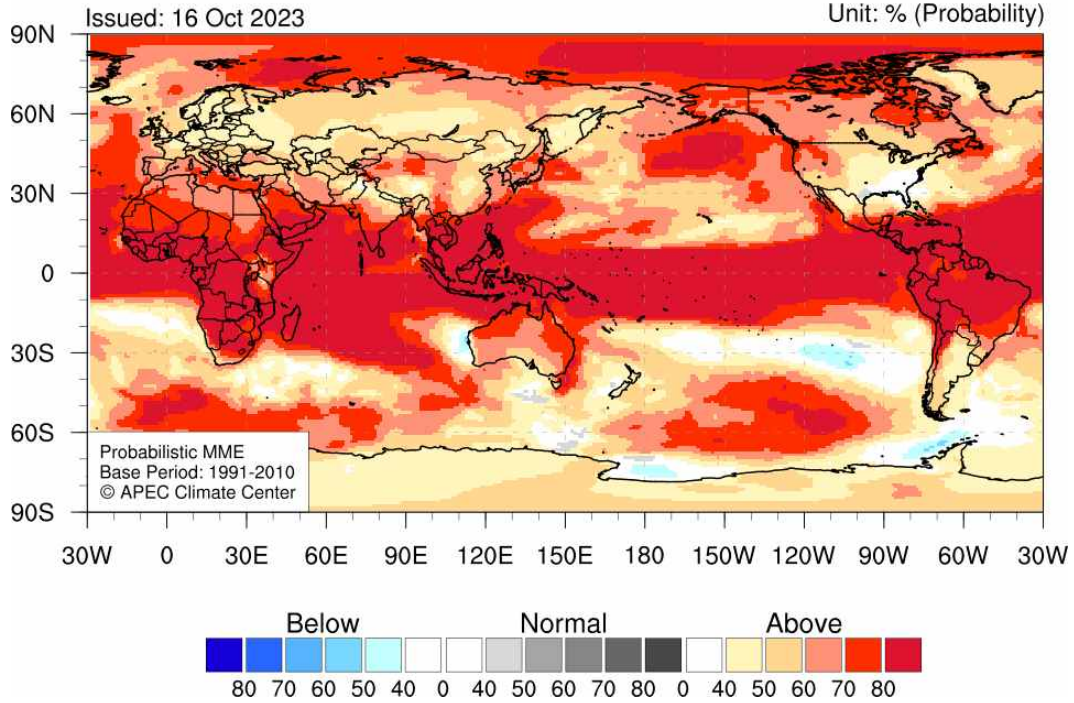 Issued: 16 Oct 2023 Unit: % (Probability)
90N
60N
30N
0
30S
60S
90S
Probabilistic MME
Base Period: 1991-2010
© APEC Climate Center
30W 0 30E 60E 90E 120E 150E 180 150W 120W 90W 60W 30W
Below Normal Above
80 70 60 50 40 0 40 50 60 70 80 0 40 50 60 70 80